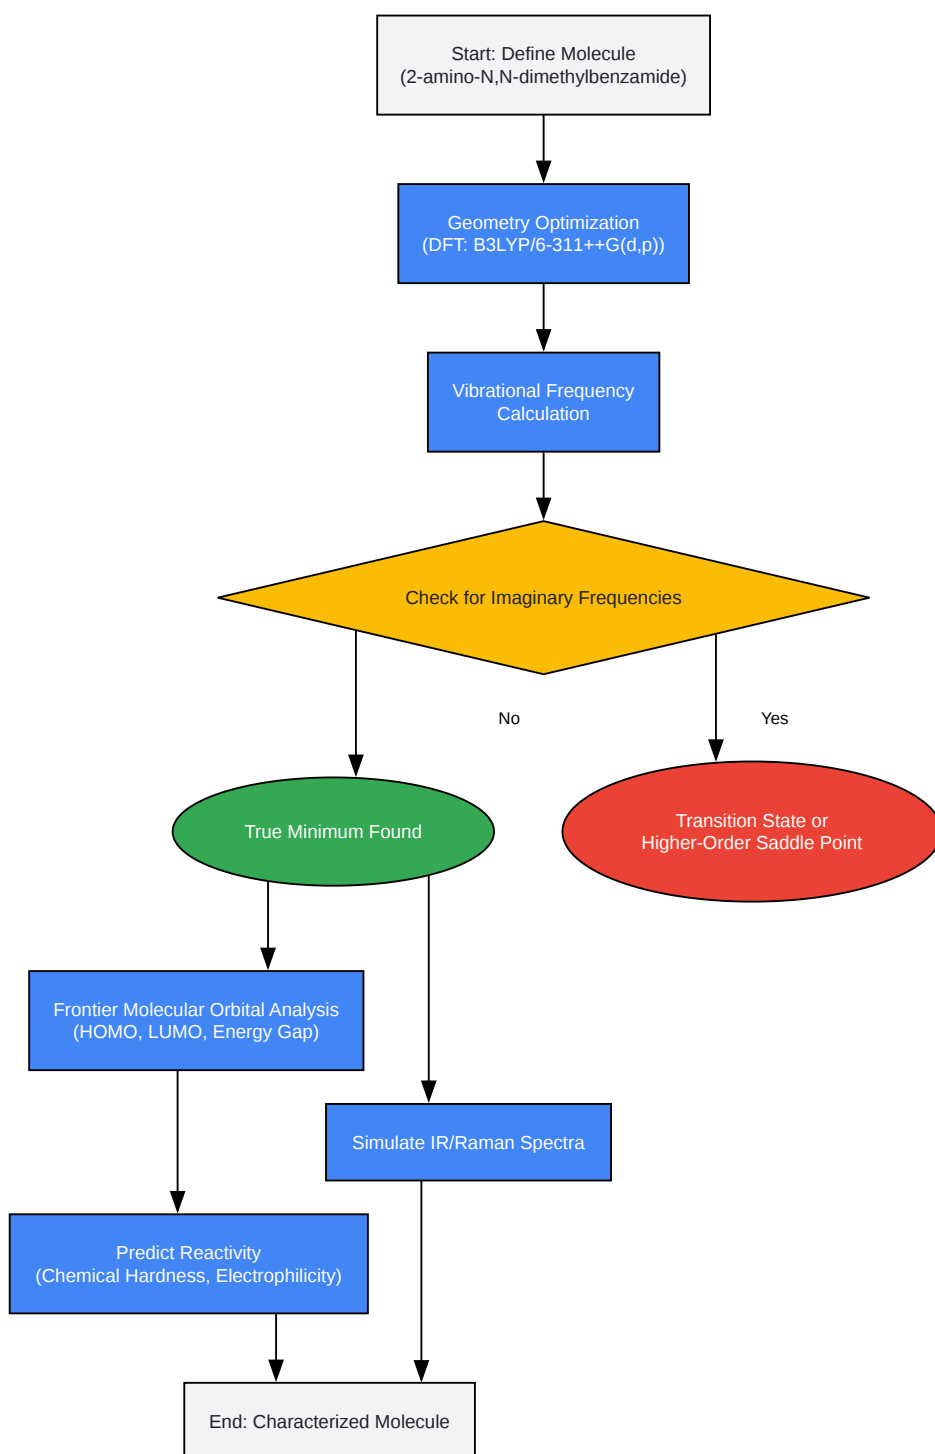 Start: Define Molecule
(2-amino-N,N-dimethylbenzamide)
Geometry Optimization
(DFT: B3LYP/6-311++G(d,p))
Vibrational Frequency
Calculation
Check for Imaginary Frequencies
No
Yes
True Minimum Found
Transition State or
Higher-Order Saddle Point
Frontier Molecular Orbital Analysis
(HOMO, LUMO, Energy Gap)
Simulate IR/Raman Spectra
Predict Reactivity
(Chemical Hardness, Electrophilicity)
End: Characterized Molecule